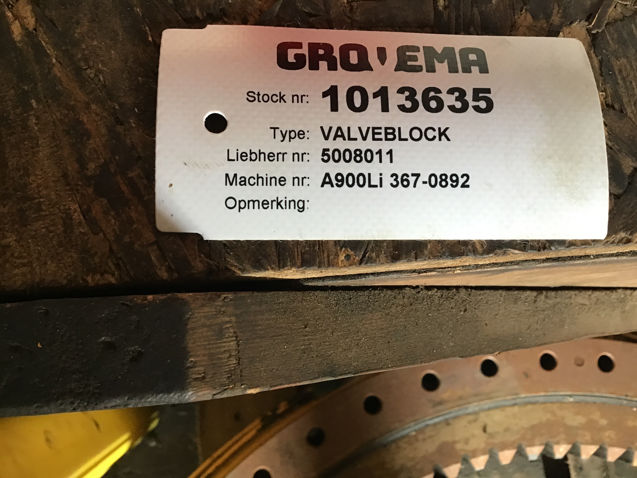 GROVEMA
Stock nr: 1013635
Type: VALVEBLOCK
Liebherr nr: 5008011
Machine nr: A900Li 367-0892
Opmerking: